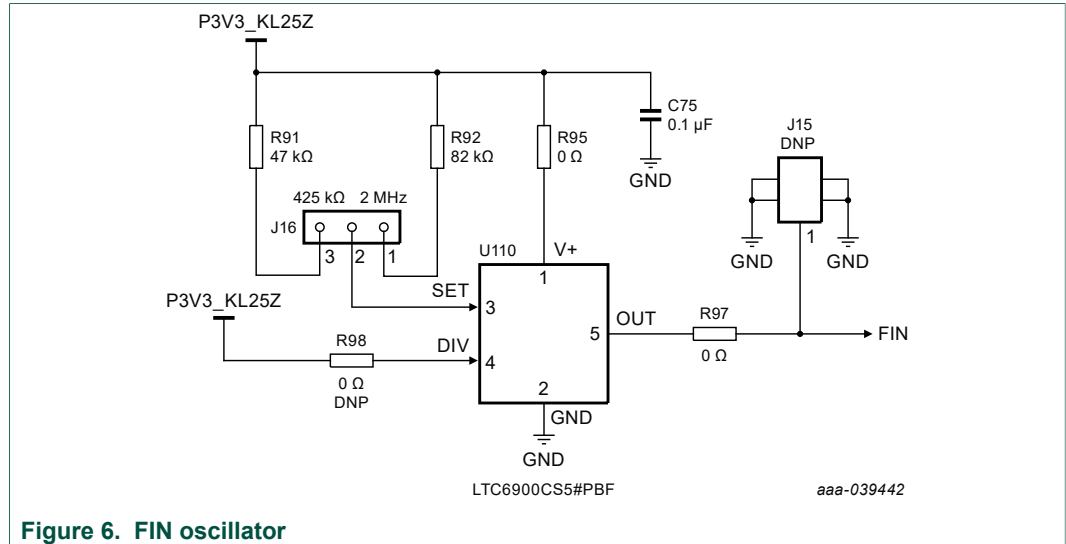 P3V3_KL25Z
R91
47 kΩ
R92
82 kΩ
R95
0 Ω
C75
0.1 µF
GND
J15
DNP
1
GND
GND
425 kΩ
2 MHz
J16
3
2
1
U110
V+
1
SET
3
P3V3_KL25Z
R98
0 Ω
DNP
DIV
4
5
OUT
R97
0 Ω
FIN
2
GND
GND
LTC6900CS5#PBF
aaa-039442
Figure 6. FIN oscillator